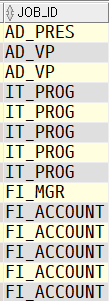 JOB_ID
AD_PRES
AD_VP
AD_VP
IT_PROG
IT_PROG
IT_PROG
IT_PROG
IT_PROG
FI_MGR
FI_ACCOUNT
FI_ACCOUNT
FI_ACCOUNT
FI_ACCOUNT
FI_ACCOUNT